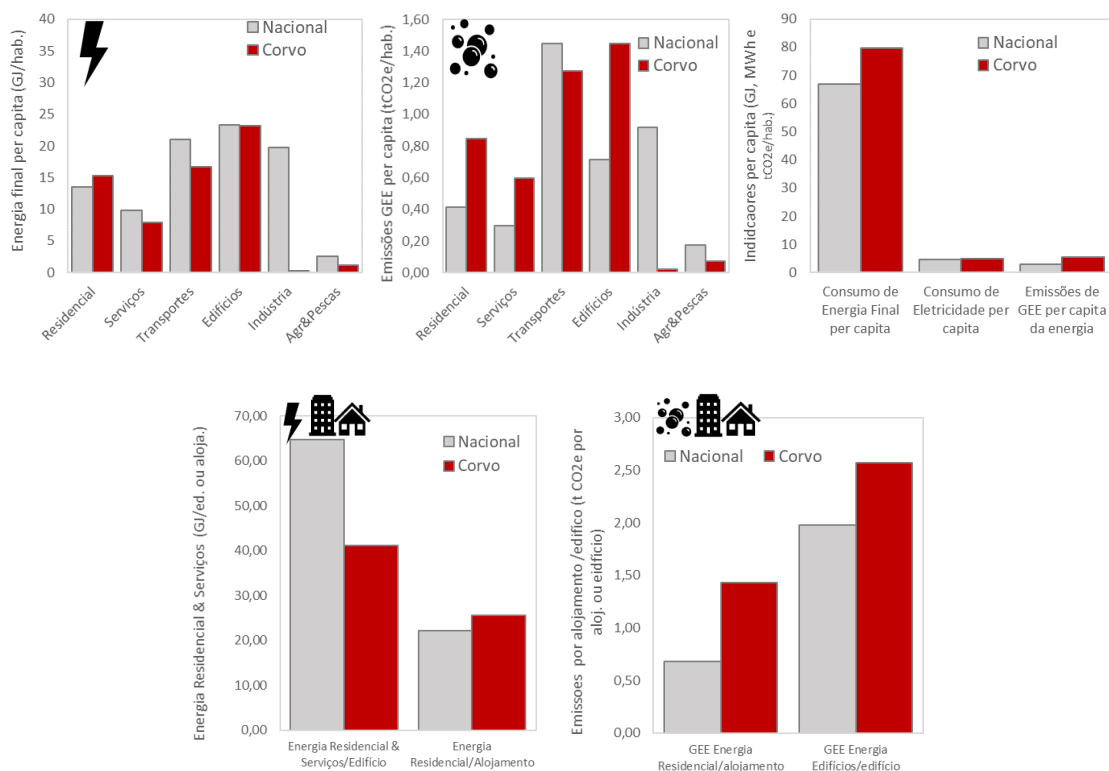 Energia final per capita (GJ/hab.)
40
35
30
25
20
15
10
5
0
Nacional
Corvo
Residencial
Serviços
Transportes
Edifícios
Indústria
Agr&Pescas
Emissões GEE per capita (tCO2e/hab.)
1,60
1,40
1,20
1,00
0,80
0,60
0,40
0,20
0,00
Nacional
Corvo
Residencial
Serviços
Transportes
Edifícios
Indústria
Agr&Pescas
Indidcaores per capita (GJ, MWh e
tCO2e/hab.)
90
80
70
60
50
40
30
20
10
0
Nacional
Corvo
Consumo de
Energia Final
per capita
Consumo de
Eletricidade per
capita
Emissões de
GEE per capita
da energia
Energia Residencial & Serviços (GJ/ed. ou aloja.)
70,00
60,00
50,00
40,00
30,00
20,00
10,00
0,00
Nacional
Corvo
Energia Residencial &
Serviços/Edifício
Energia
Residencial/Alojamento
Emissoes por alojamento /edifico (t CO2e por
aloj. ou eidfício)
3,00
2,50
2,00
1,50
1,00
0,50
0,00
Nacional
Corvo
GEE Energia
Residencial/alojamento
GEE Energia
Edifícios/edifício